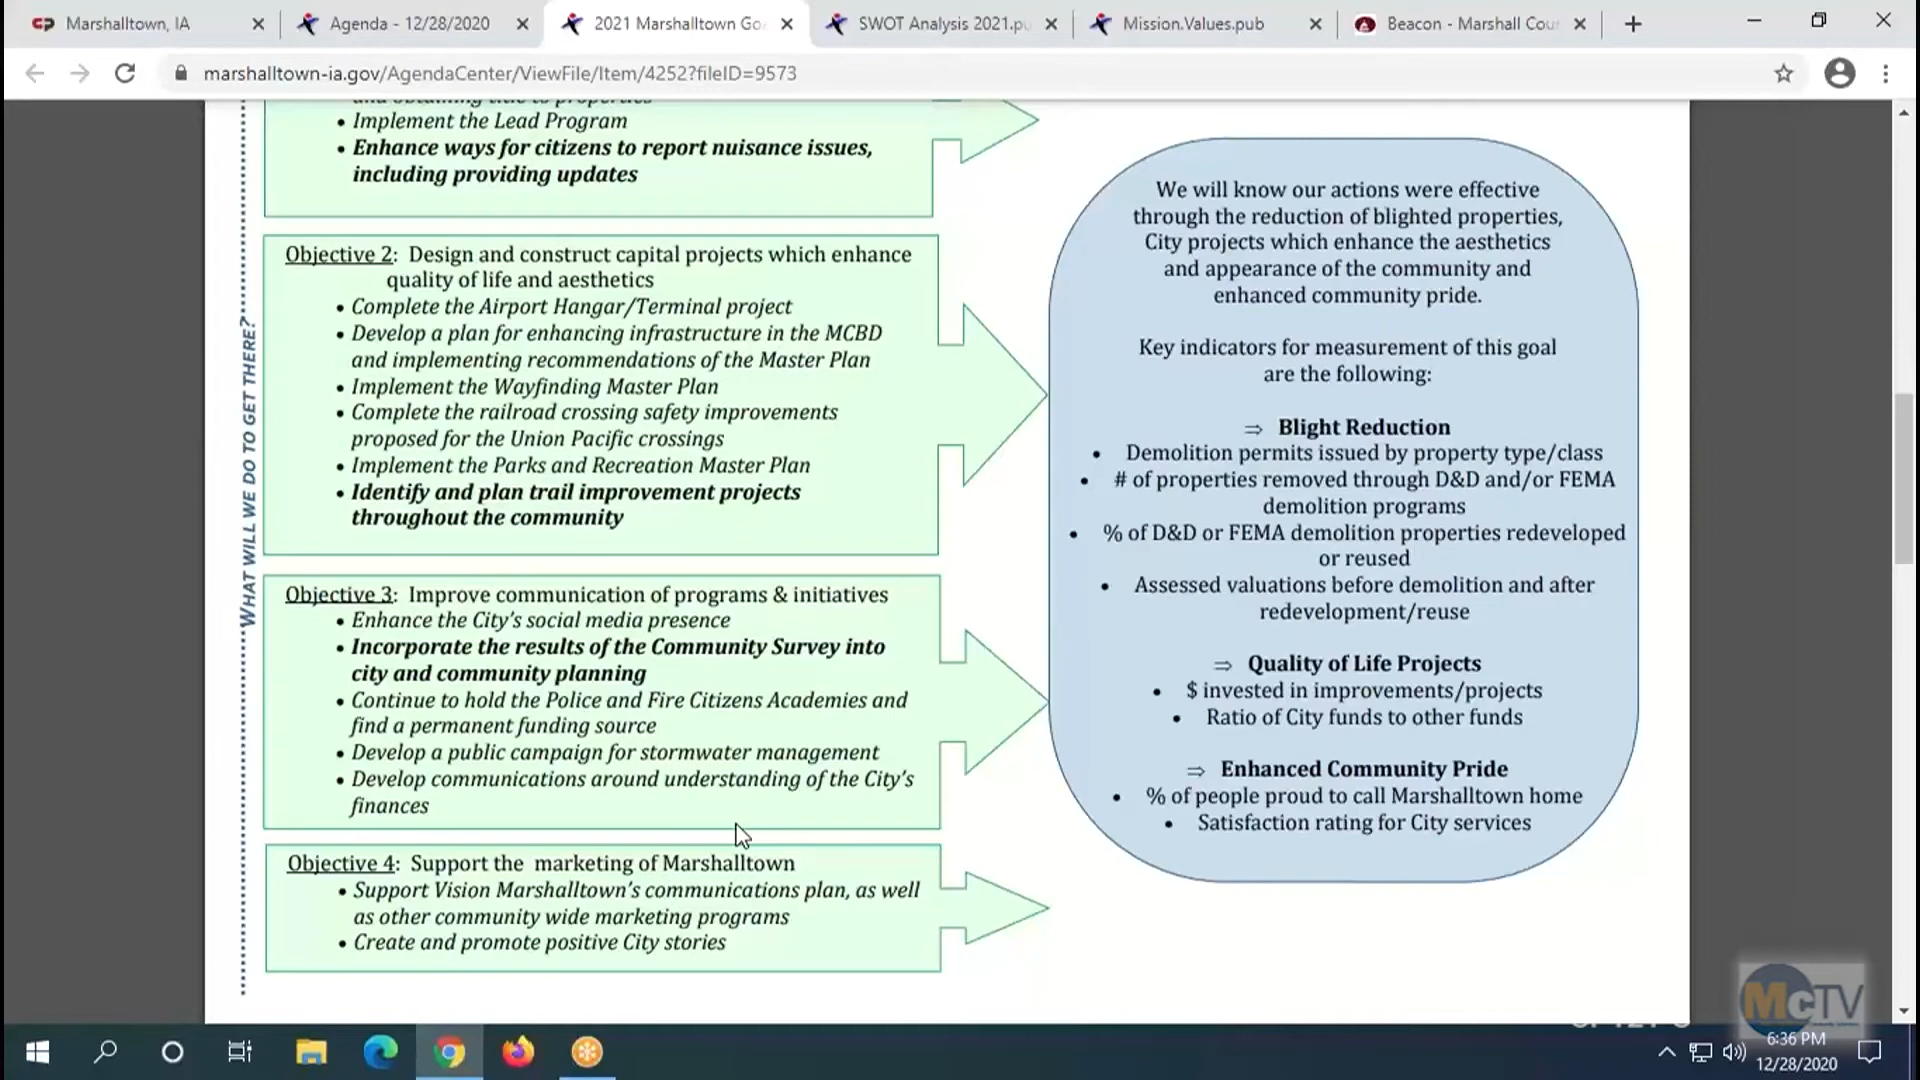 Marshalltown, IA
Agenda - 12/28/2020
2021 Marshalltown Go
SWOT Analysis 2021.pu
Mission.Values.pub
Beacon - Marshall Cour
marshalltown-ia.gov/AgendaCenter/ViewFile/Item/4252?fileID=9573
WHAT WILL WE DO TO GET THERE?
and obtaining title to properties
• Implement the Lead Program
• Enhance ways for citizens to report nuisance issues,
including providing updates
Objective 2: Design and construct capital projects which enhance
quality of life and aesthetics
• Complete the Airport Hangar/Terminal project
• Develop a plan for enhancing infrastructure in the MCBD
and implementing recommendations of the Master Plan
• Implement the Wayfinding Master Plan
• Complete the railroad crossing safety improvements
proposed for the Union Pacific crossings
• Implement the Parks and Recreation Master Plan
• Identify and plan trail improvement projects
throughout the community
Objective 3: Improve communication of programs & initiatives
• Enhance the City's social media presence
• Incorporate the results of the Community Survey into
city and community planning
• Continue to hold the Police and Fire Citizens Academies and
find a permanent funding source
• Develop a public campaign for stormwater management
• Develop communications around understanding of the City's
finances
Objective 4: Support the marketing of Marshalltown
• Support Vision Marshalltown's communications plan, as well
as other community wide marketing programs
• Create and promote positive City stories
We will know our actions were effective
through the reduction of blighted properties,
City projects which enhance the aesthetics
and appearance of the community and
enhanced community pride.
Key indicators for measurement of this goal
are the following:
⇒ Blight Reduction
• Demolition permits issued by property type/class
• # of properties removed through D&D and/or FEMA
demolition programs
• % of D&D or FEMA demolition properties redeveloped
or reused
• Assessed valuations before demolition and after
redevelopment/reuse
⇒ Quality of Life Projects
• $ invested in improvements/projects
• Ratio of City funds to other funds
⇒ Enhanced Community Pride
• % of people proud to call Marshalltown home
• Satisfaction rating for City services
McTV
6:36 PM
12/28/2020